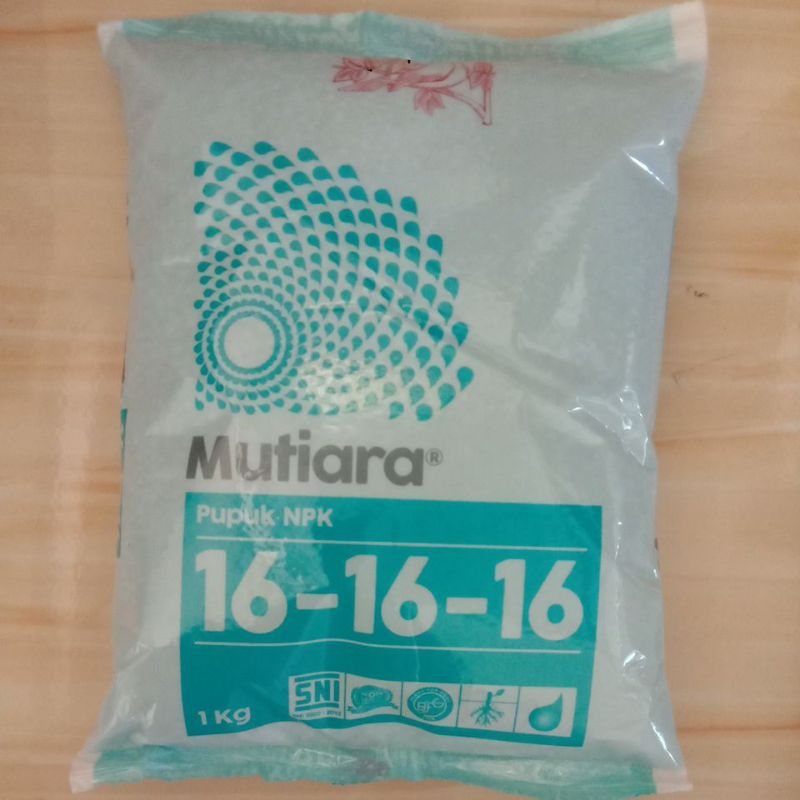 Mutiara®
Pupuk NPK
16-16-16
1 Kg
SNI